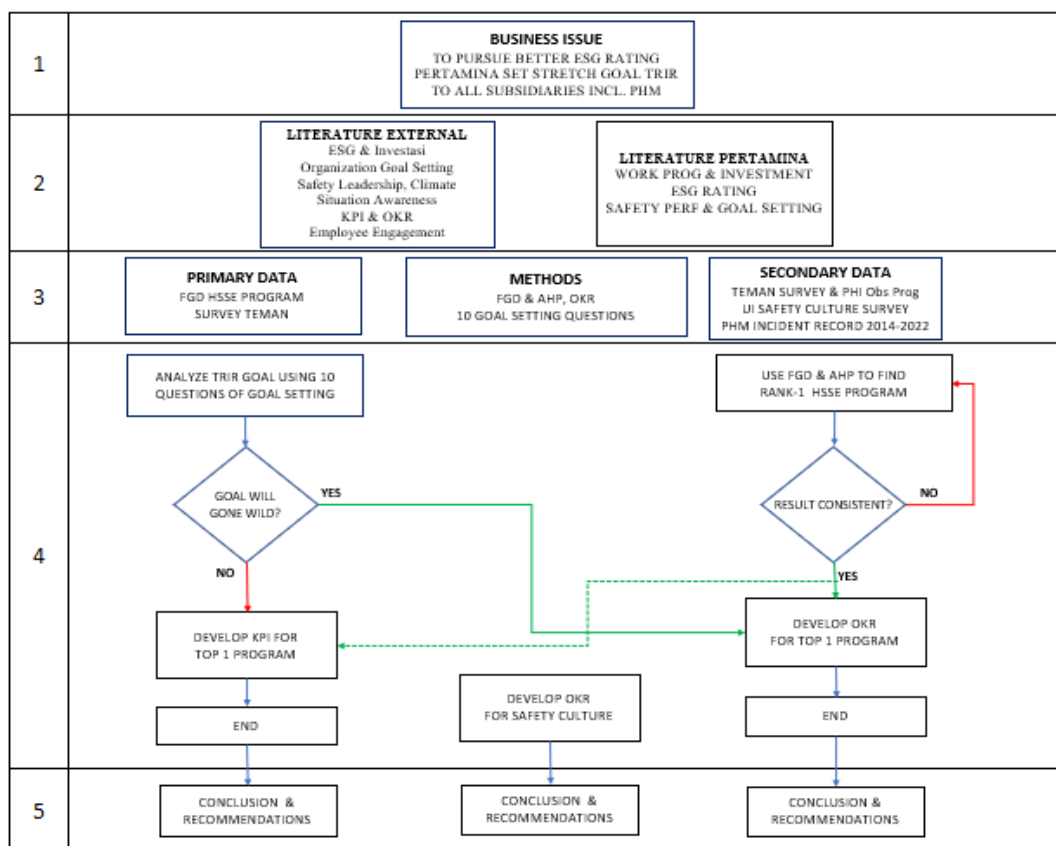 1
BUSINESS ISSUE
TO PURSUE BETTER ESG RATING
PERTAMINA SET STRETCH GOAL TRIR
TO ALL SUBSIDIARIES INCL. PHM
2
LITERATURE EXTERNAL
ESG & Investasi
Organization Goal Setting
Safety Leadership, Climate
Situation Awareness
KPI & OKR
Employee Engagement
LITERATURE PERTAMINA
WORK PROG & INVESTMENT
ESG RATING
SAFETY PERF & GOAL SETTING
3
PRIMARY DATA
FGD HSSE PROGRAM
SURVEY TEMAN
METHODS
FGD & AHP, OKR
10 GOAL SETTING QUESTIONS
SECONDARY DATA
TEMAN SURVEY & PHI Obs Prog
UI SAFETY CULTURE SURVEY
PHM INCIDENT RECORD 2014-2022
4
ANALYZE TRIR GOAL USING 10
QUESTIONS OF GOAL SETTING
USE FGD & AHP TO FIND
RANK-1 HSSE PROGRAM
GOAL WILL
GONE WILD?
YES
NO
RESULT CONSISTENT?
NO
YES
DEVELOP KPI FOR
TOP 1 PROGRAM
DEVELOP OKR
FOR TOP 1 PROGRAM
DEVELOP OKR
FOR SAFETY CULTURE
END
END
5
CONCLUSION &
RECOMMENDATIONS
CONCLUSION &
RECOMMENDATIONS
CONCLUSION &
RECOMMENDATIONS